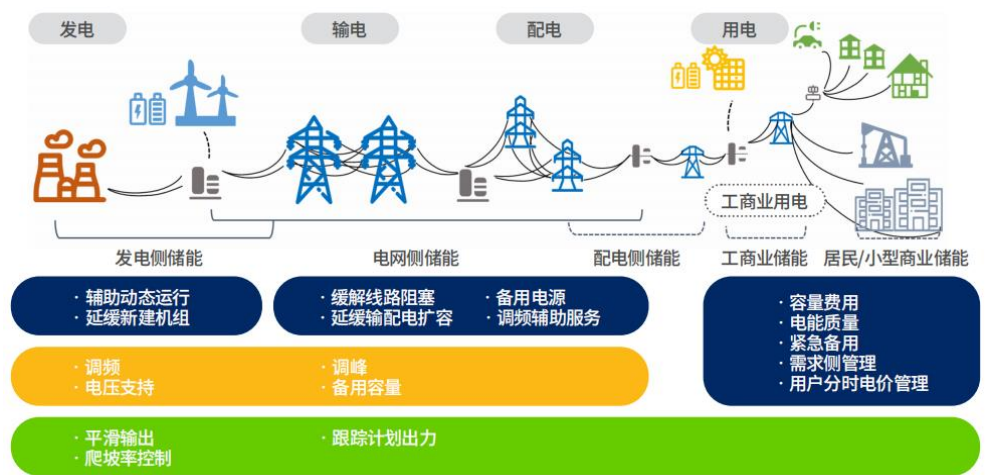 发电
输电
配电
用电
工商业用电
发电侧储能
电网侧储能
配电侧储能
工商业储能
居民/小型商业储能
· 辅助动态运行
· 延缓新建机组
· 缓解线路阻塞
· 延缓输配电扩容
· 备用电源
· 调频辅助服务
· 容量费用
· 电能质量
· 紧急备用
· 需求侧管理
· 用户分时电价管理
· 调频
· 电压支持
· 调峰
· 备用容量
· 平滑输出
· 爬坡率控制
· 跟踪计划出力